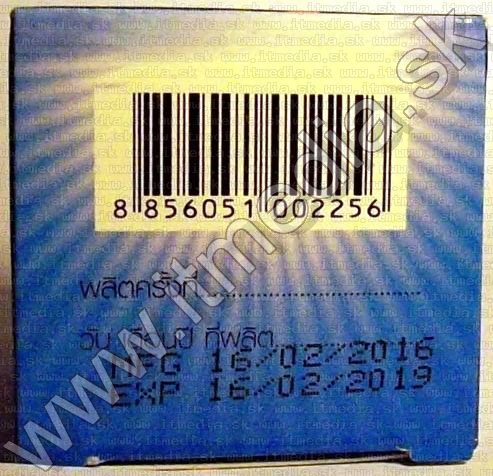 8 856051 002256
ผลิตครั้งที่
วัน เดือนปี ที่ผลิต
MFG 16/02/2016
EXP 16/02/2019
www.itmedia.sk